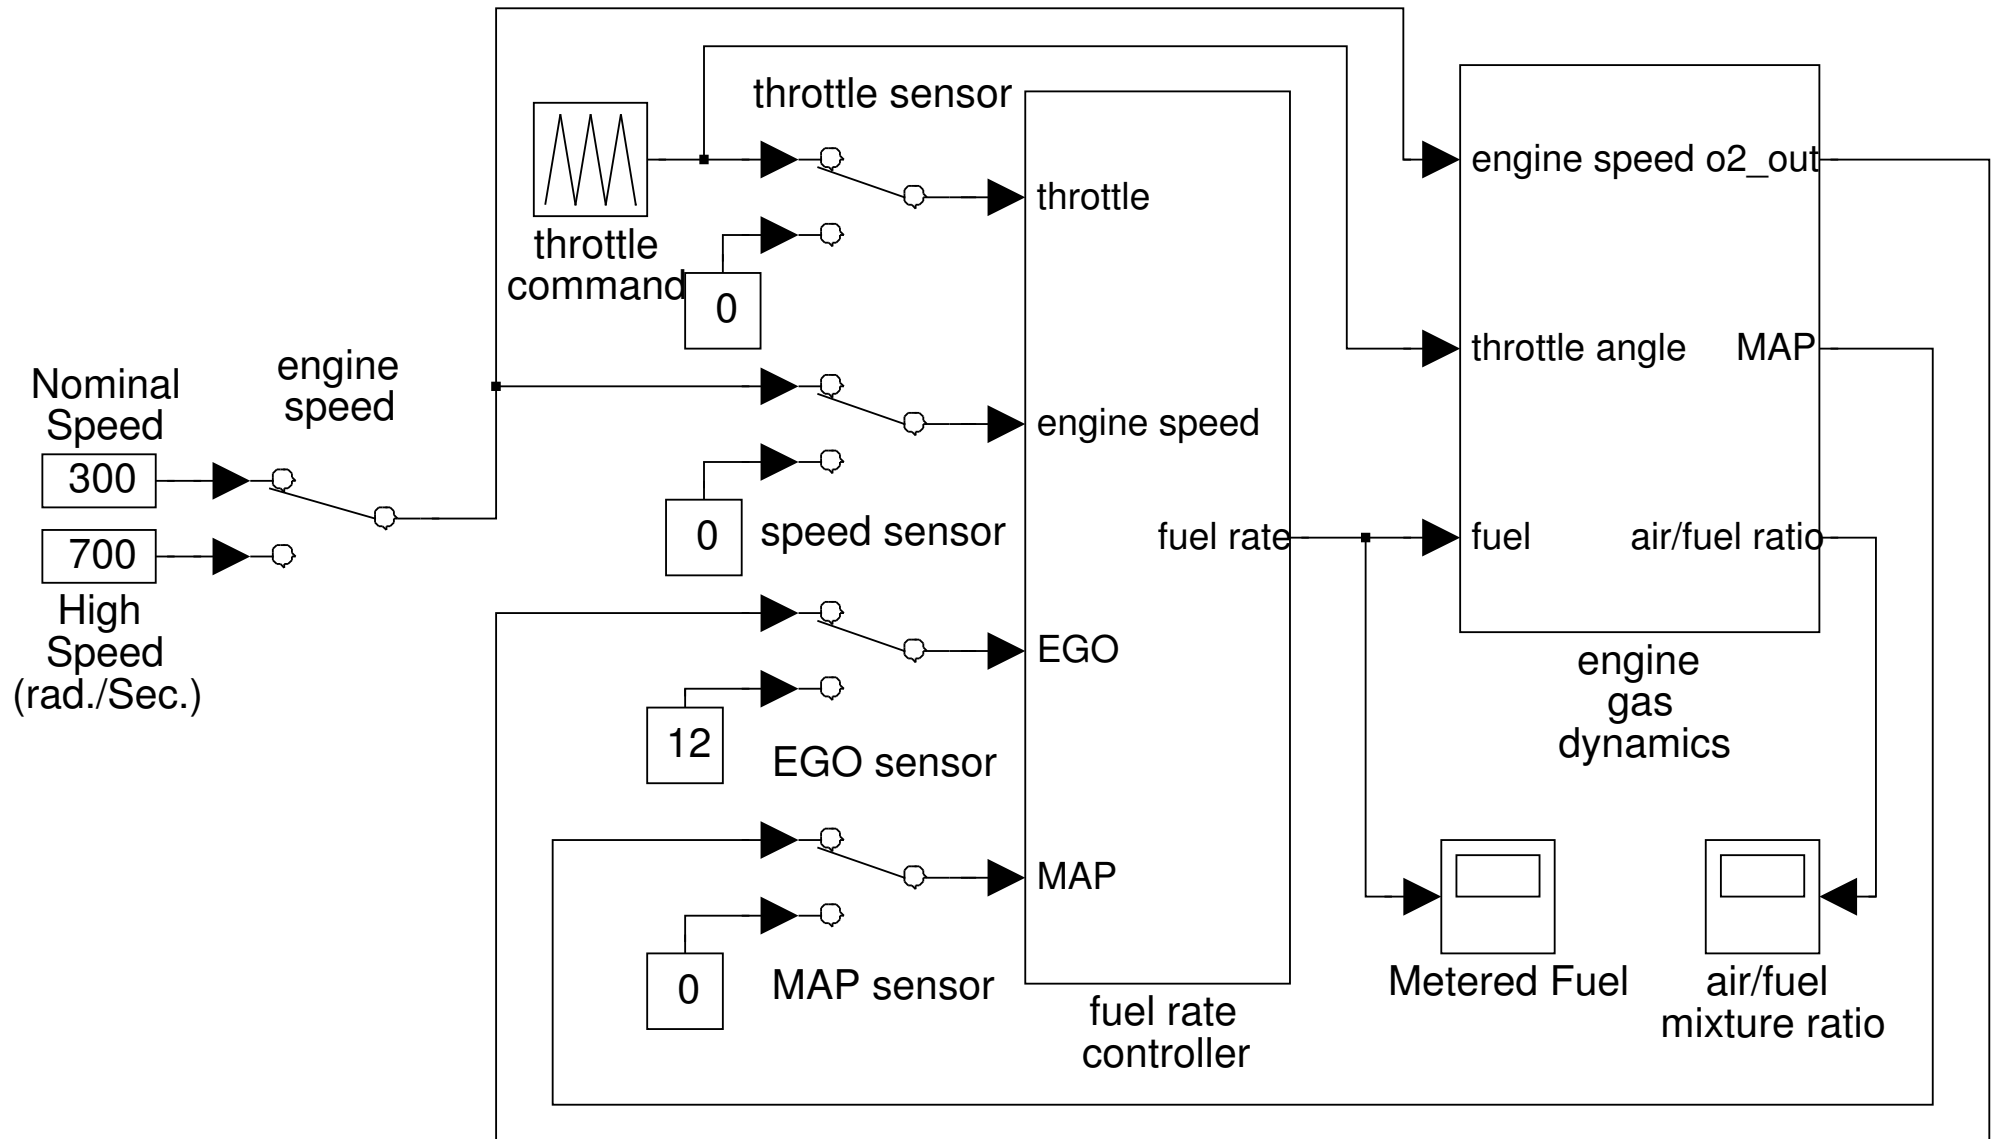 throttle sensor
engine speed o2_out
throttle
throttle
command
0
throttle angle MAP
engine
speed
Nominal
Speed
300
700
High
Speed
(rad./Sec.)
engine speed
0
speed sensor
fuel rate
fuel air/fuel ratio
EGO
12
EGO sensor
engine
gas
dynamics
MAP
0
MAP sensor
fuel rate
controller
Metered Fuel
air/fuel
mixture ratio